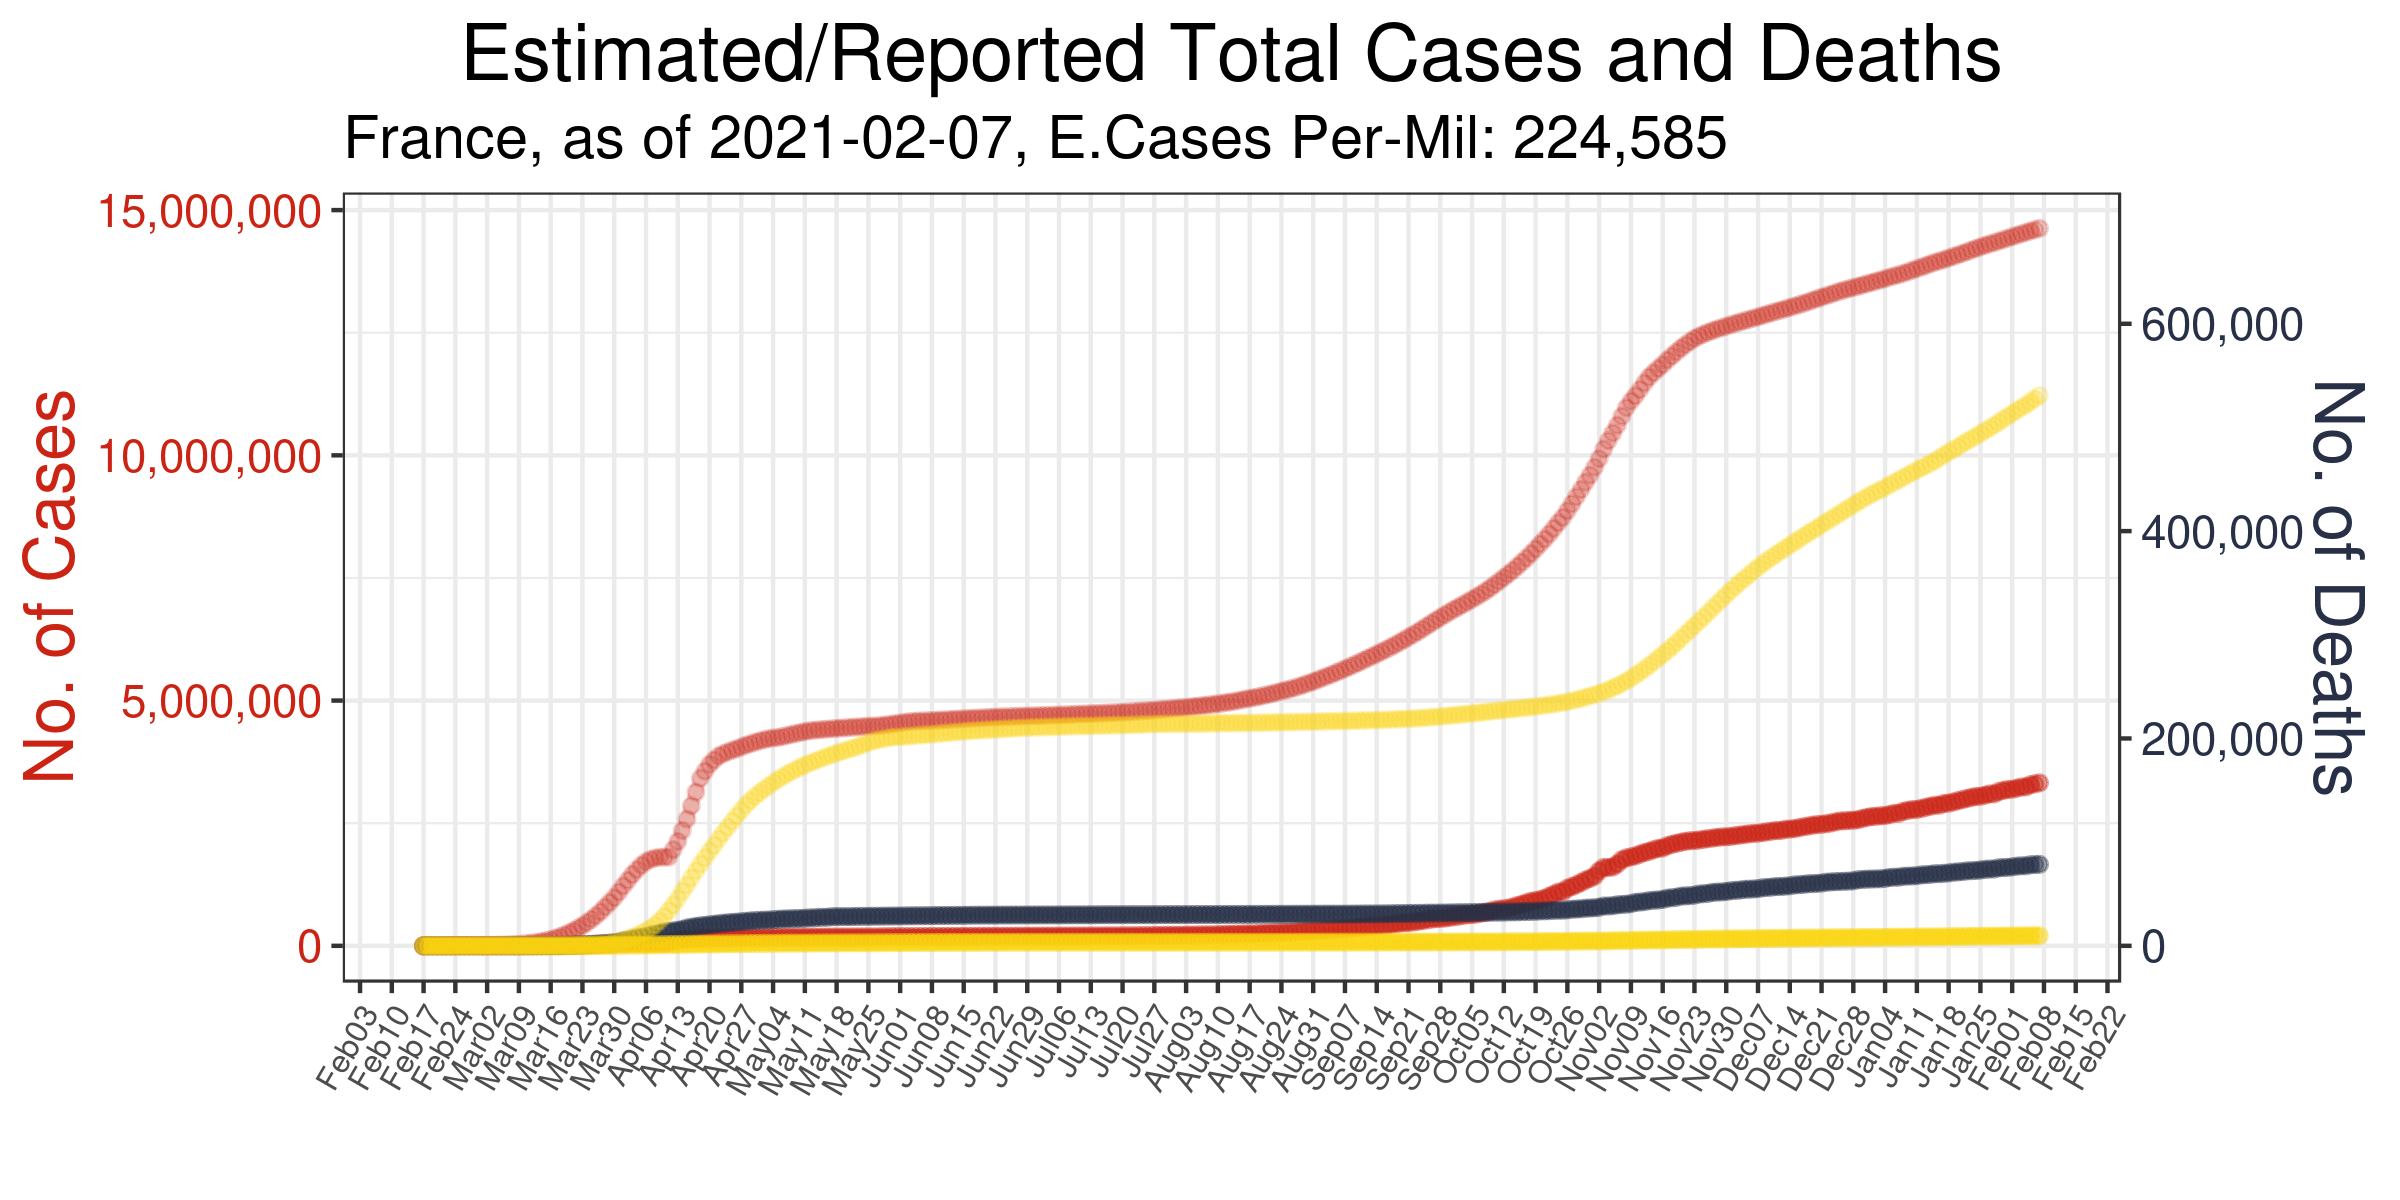 Estimated/Reported Total Cases and Deaths
France, as of 2021-02-07, E.Cases Per-Mil: 224,585
No. of Cases
15,000,000
10,000,000
5,000,000
0
600,000
400,000
200,000
0
No. of Deaths
Feb03
Feb10
Feb17
Feb24
Mar02
Mar09
Mar16
Mar23
Mar30
Apr06
Apr13
Apr20
Apr27
May04
May11
May18
May25
Jun01
Jun08
Jun15
Jun22
Jun29
Jul06
Jul13
Jul20
Jul27
Aug03
Aug10
Aug17
Aug24
Aug31
Sep07
Sep14
Sep21
Sep28
Oct05
Oct12
Oct19
Oct26
Nov02
Nov09
Nov16
Nov23
Nov30
Dec07
Dec14
Dec21
Dec28
Jan04
Jan11
Jan18
Jan25
Feb01
Feb08
Feb15
Feb22